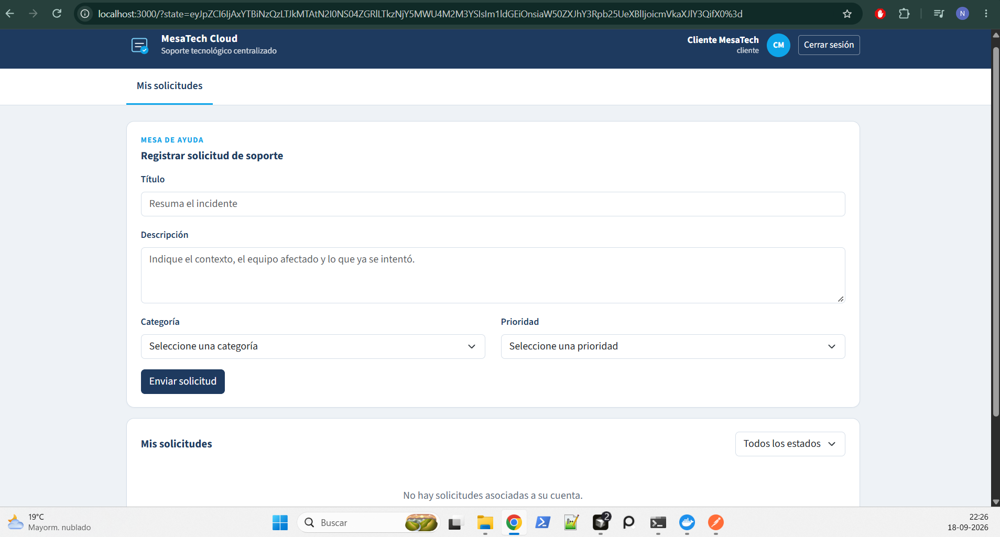 localhost:3000/?state=eyJpZCI6IjAxYTBiNzQzLTJkMTAtN2I0NS04ZGRlLTkzNjY5MWU4M2M3YSIsIm1ldGEiOnsiaW50ZXJhY3Rpb25UeXBlIjoicmVkaXJlY3QifX0%3d
N
MesaTech Cloud
Soporte tecnológico centralizado
Cliente MesaTech
cliente
CM
Cerrar sesión
Mis solicitudes
MESA DE AYUDA
Registrar solicitud de soporte
Título
Resuma el incidente
Descripción
Indique el contexto, el equipo afectado y lo que ya se intentó.
Categoría
Prioridad
Seleccione una categoría
Seleccione una prioridad
Enviar solicitud
Mis solicitudes
Todos los estados
No hay solicitudes asociadas a su cuenta.
19°C
Mayorm. nublado
Buscar
2
22:26
18-09-2026